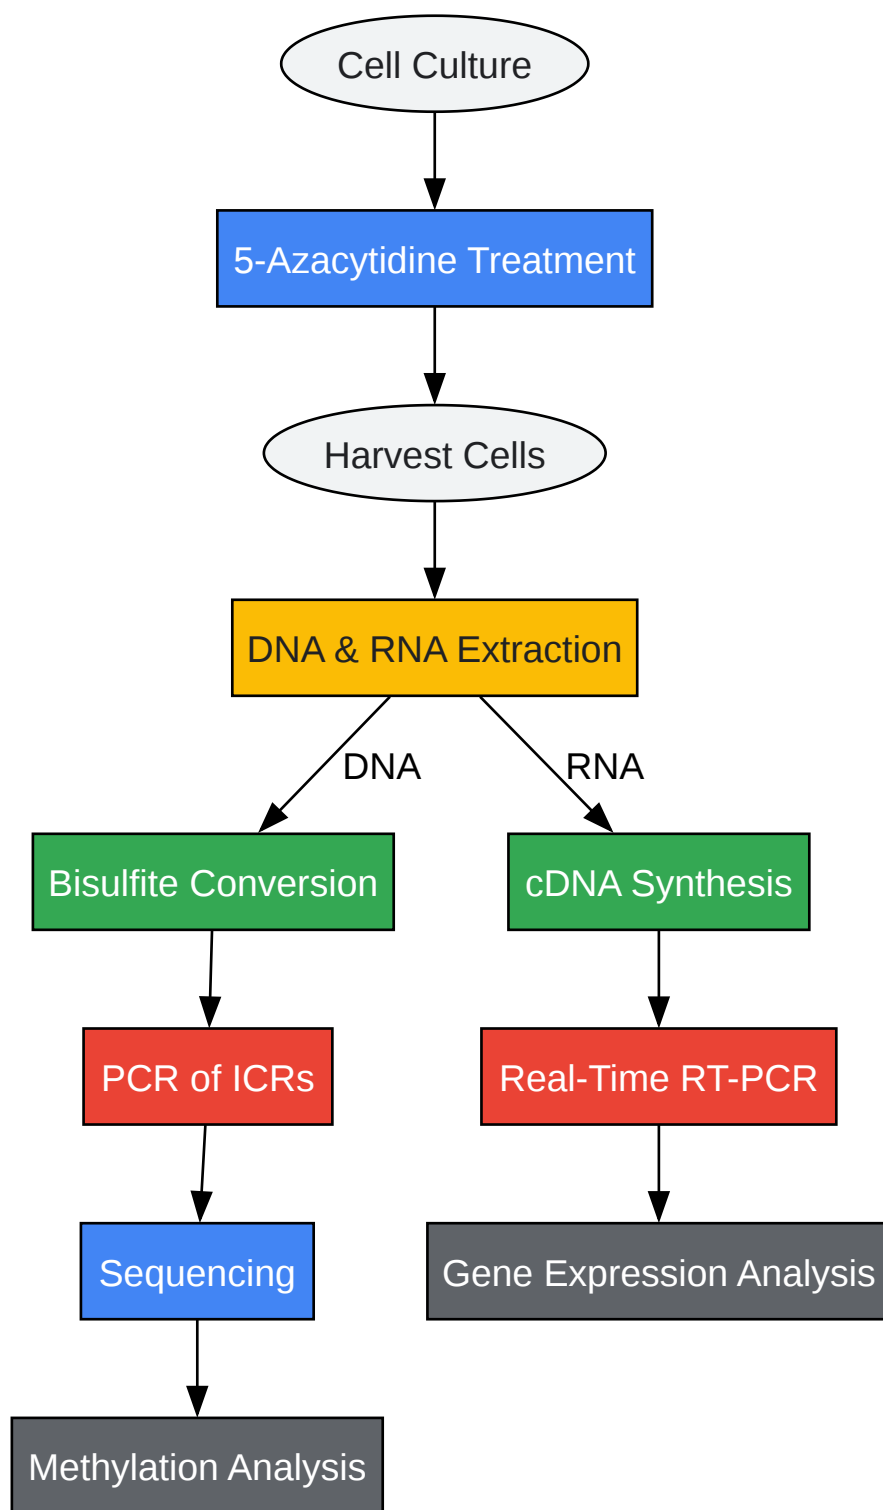 Cell Culture
5-Azacytidine Treatment
Harvest Cells
DNA & RNA Extraction
DNA
RNA
Bisulfite Conversion
cDNA Synthesis
PCR of ICRs
Real-Time RT-PCR
Sequencing
Gene Expression Analysis
Methylation Analysis